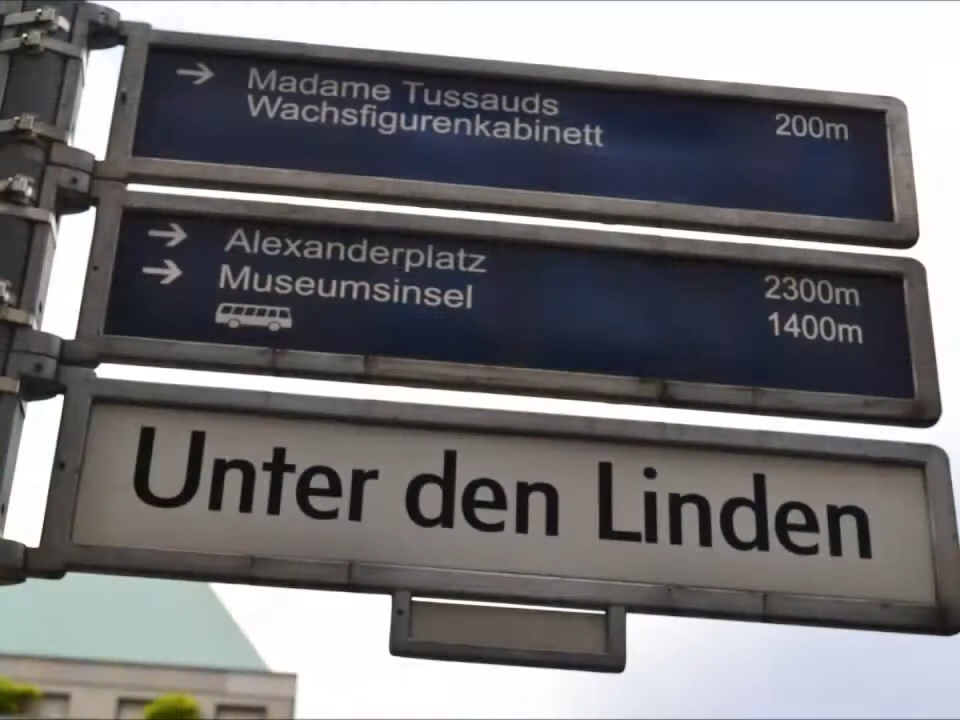 Madame Tussauds
Wachsfigurenkabinett 200m
Alexanderplatz 2300m
Museumsinsel 1400m
Unter den Linden